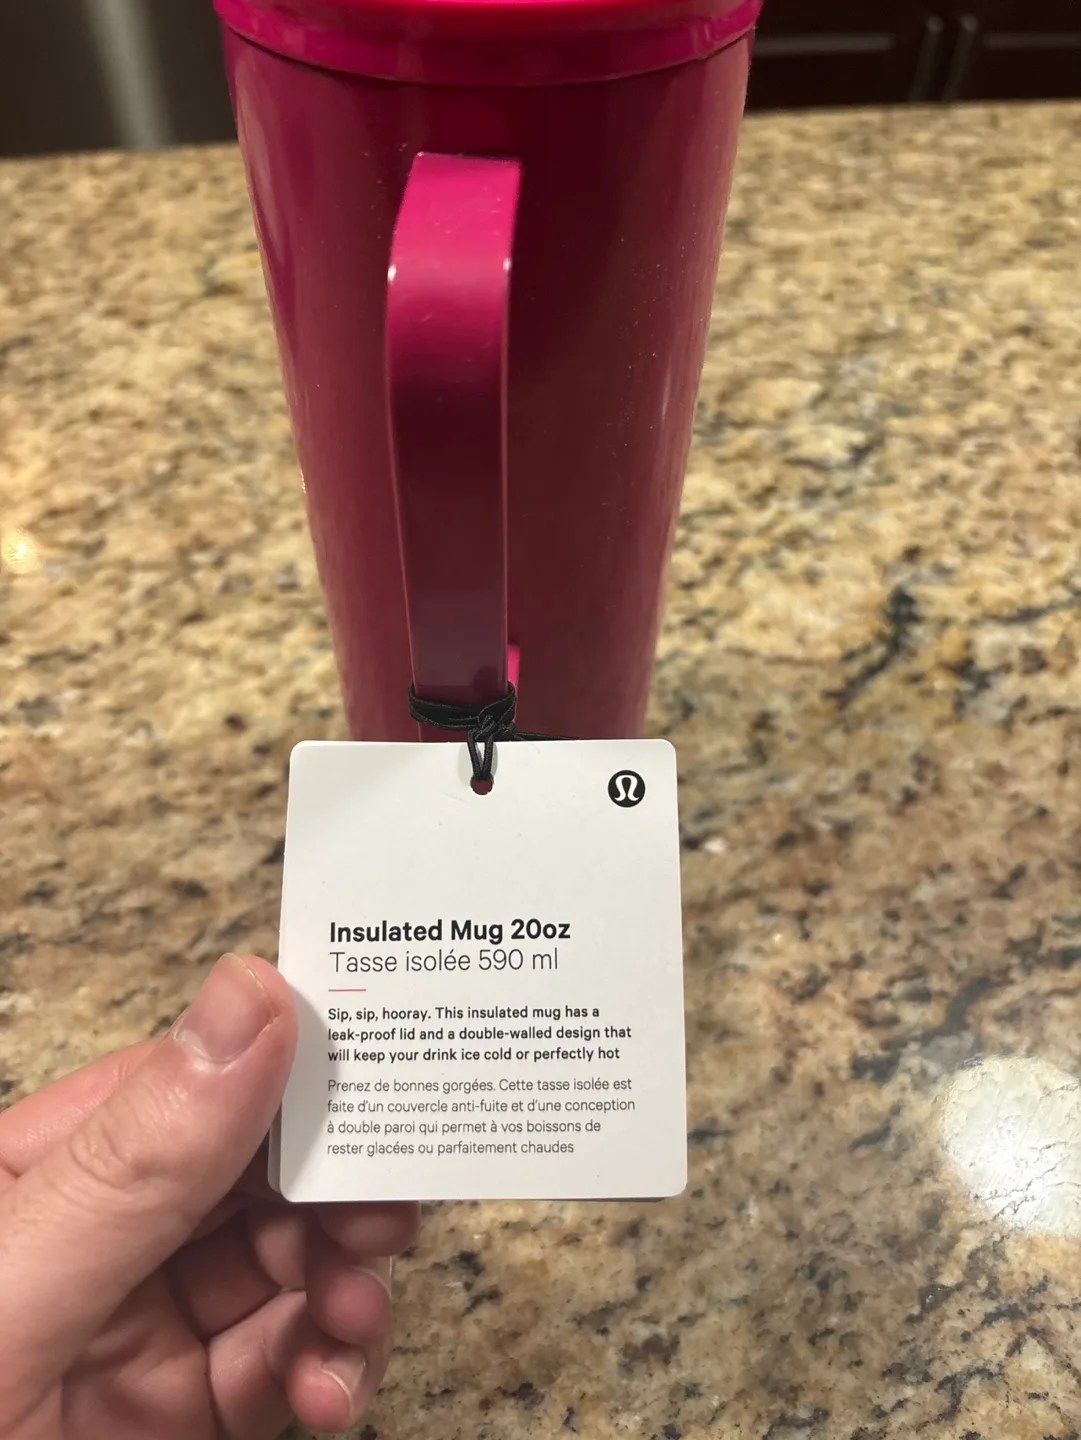 Insulated Mug 20oz
Tasse isolée 590 ml
Sip, sip, hooray. This insulated mug has a
leak-proof lid and a double-walled design that
will keep your drink ice cold or perfectly hot
Prenez de bonnes gorgées. Cette tasse isolée est
faite d'un couvercle anti-fuite et d'une conception
à double paroi qui permet à vos boissons de
rester glacées ou parfaitement chaudes